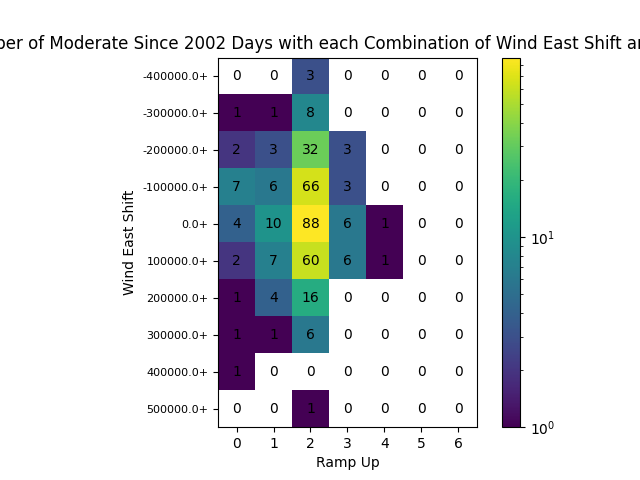 of Moderate Since 2002 Days with each Combination of Wind East Shift
-400000.0+ 0 0 3 0 0 0 0
-300000.0+ 1 1 8 0 0 0 0
-200000.0+ 2 3 32 3 0 0 0
-100000.0+ 7 6 66 3 0 0 0
0.0+ 4 10 88 6 1 0 0
100000.0+ 2 7 60 6 1 0 0
200000.0+ 1 4 16 0 0 0 0
300000.0+ 1 1 6 0 0 0 0
400000.0+ 1 0 0 0 0 0 0
500000.0+ 0 0 1 0 0 0 0
0 1 2 3 4 5 6
Ramp Up
Wind East Shift
10¹
10⁰